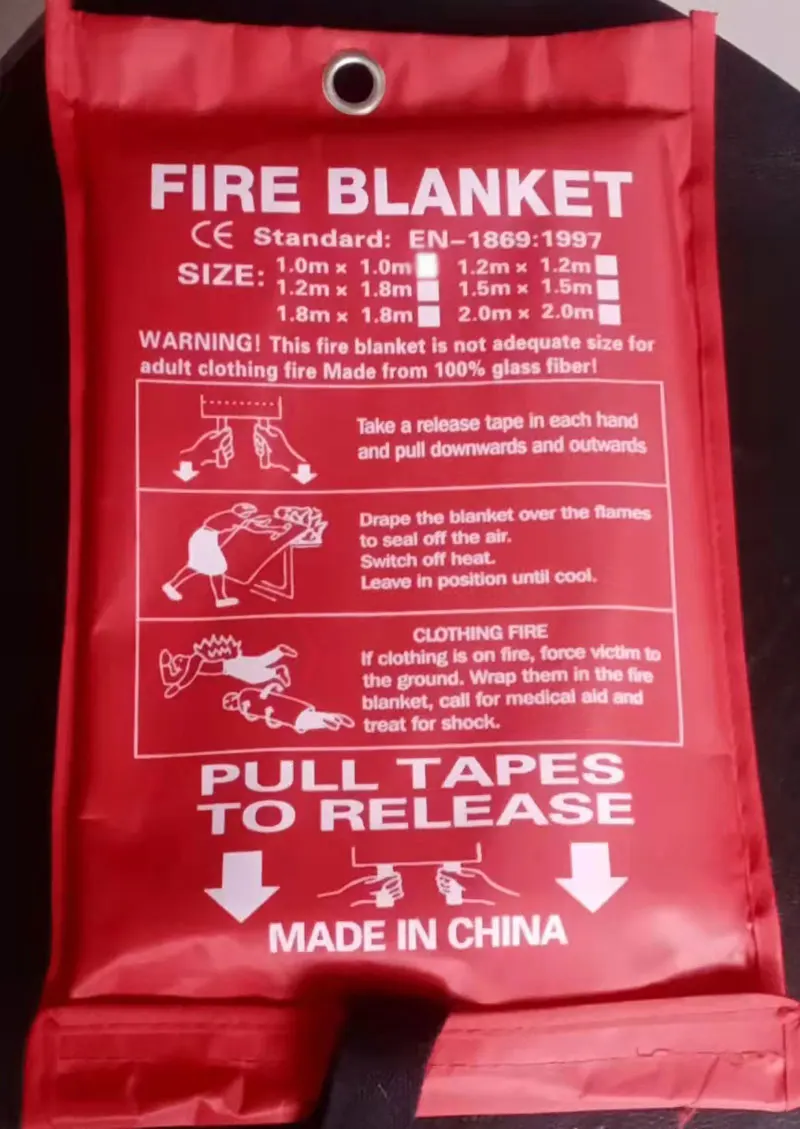 FIRE BLANKET
CE Standard: EN-1869:1997
SIZE: 1.0m × 1.0m 1.2m × 1.2m
1.2m × 1.8m 1.5m × 1.5m
1.8m × 1.8m 2.0m × 2.0m
WARNING! This fire blanket is not adequate size for
adult clothing fire Made from 100% glass fiber!
Take a release tape in each hand
and pull downwards and outwards
Drape the blanket over the flames
to seal off the air.
Switch off heat.
Leave in position until cool.
CLOTHING FIRE
If clothing is on fire, force victim to
the ground. Wrap them in the fire
blanket, call for medical aid and
treat for shock.
PULL TAPES
TO RELEASE
MADE IN CHINA